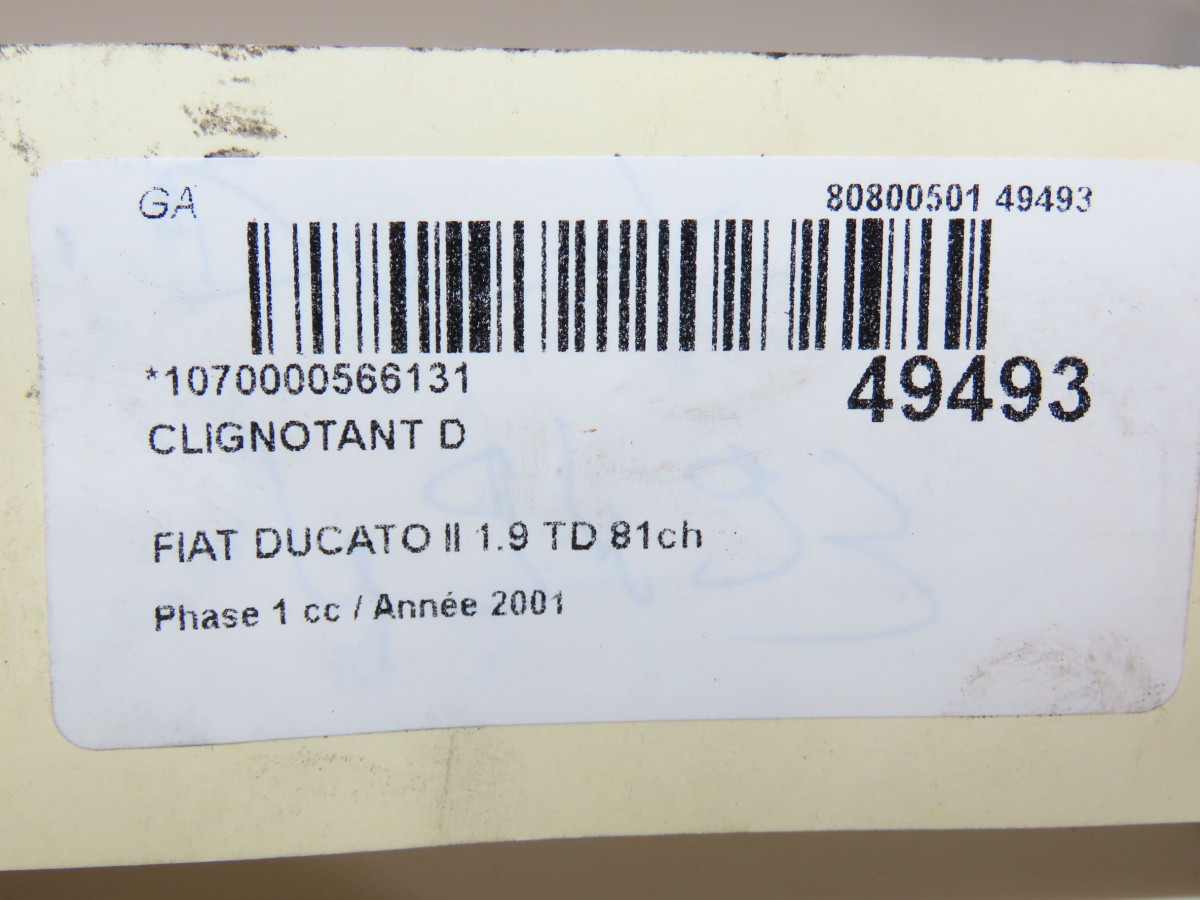 GA
80800501 49493
*1070000566131
49493
CLIGNOTANT D
FIAT DUCATO II 1.9 TD 81ch
Phase 1 cc / Année 2001